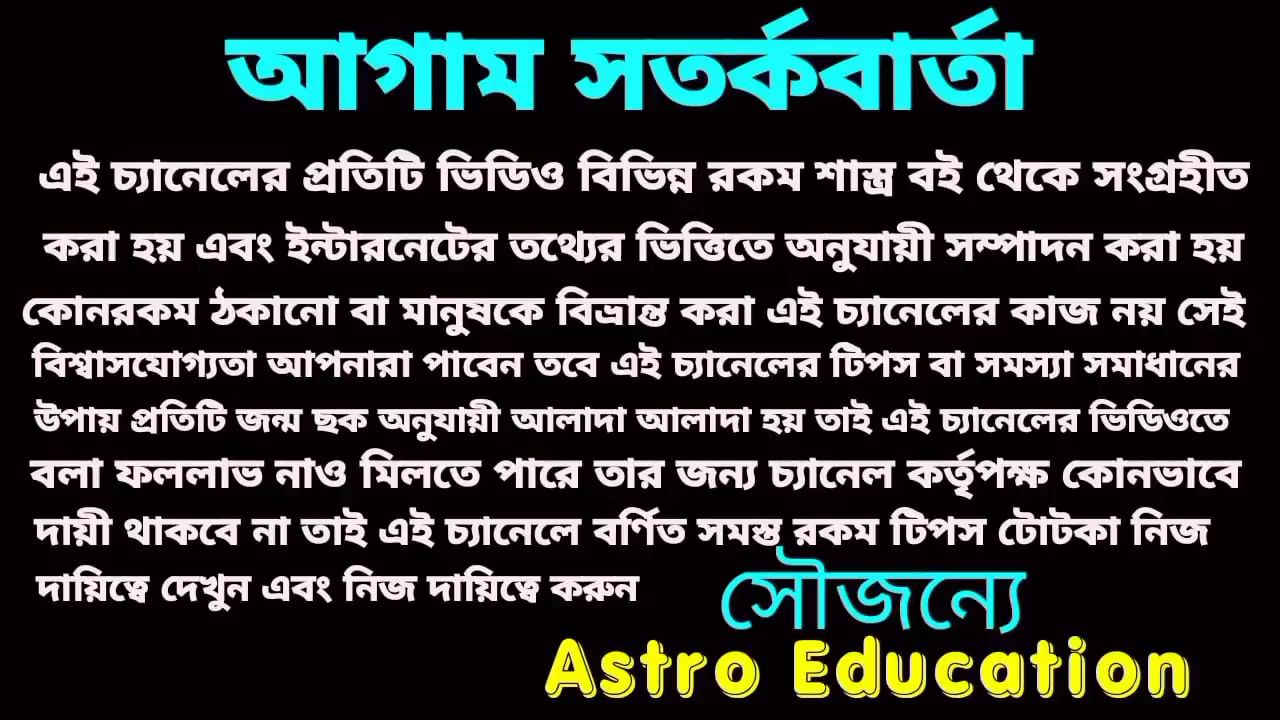 আগাম সতর্কবার্তা
এই চ্যানেলের প্রতিটি ভিডিও বিভিন্ন রকম শাস্ত্র বই থেকে সংগ্রহীত
করা হয় এবং ইন্টারনেটের তথ্যের ভিত্তিতে অনুযায়ী সম্পাদন করা হয়
কোনরকম ঠকানো বা মানুষকে বিভ্রান্ত করা এই চ্যানেলের কাজ নয় সেই
বিশ্বাসযোগ্যতা আপনারা পাবেন তবে এই চ্যানেলের টিপস বা সমস্যা সমাধানের
উপায় প্রতিটি জন্ম ছক অনুযায়ী আলাদা আলাদা হয় তাই এই চ্যানেলের ভিডিওতে
বলা ফললাভ নাও মিলতে পারে তার জন্য চ্যানেল কর্তৃপক্ষ কোনভাবে
দায়ী থাকবে না তাই এই চ্যানেলে বর্ণিত সমস্ত রকম টিপস টোটকা নিজ
দায়িত্বে দেখুন এবং নিজ দায়িত্বে করুন
সৌজন্যে
Astro Education